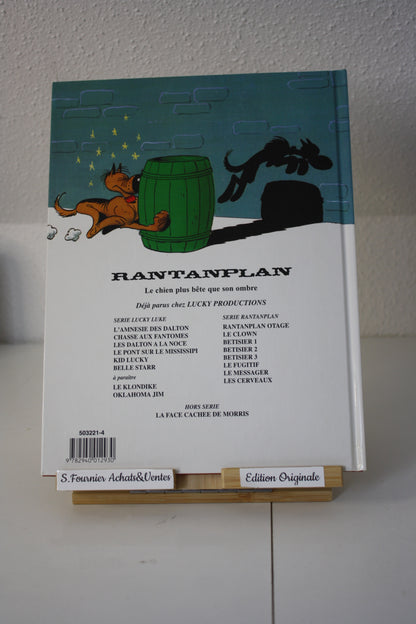 RANTANPLAN
Le chien plus bête que son ombre
Déjà parus chez LUCKY PRODUCTIONS
SERIE LUCKY LUKE
L'AMNESIE DES DALTON
CHASSE AUX FANTOMES
LES DALTON À LA NOCE
LE PONT SUR LE MISSISSIPI
KID LUCKY
BELLE STARR
à paraître
LE KLONDIKE
OKLAHOMA JIM
SERIE RANTANPLAN
RANTANPLAN OTAGE
LE CLOWN
BETISIER 1
BETISIER 2
BETISIER 3
LE FUGITIF
LE MESSAGER
LES CERVEAUX
HORS SERIE
LA FACE CACHEE DE MORRIS
503221-4
9 782940 012930
S.Fournier Achats&Ventes
Edition Originale